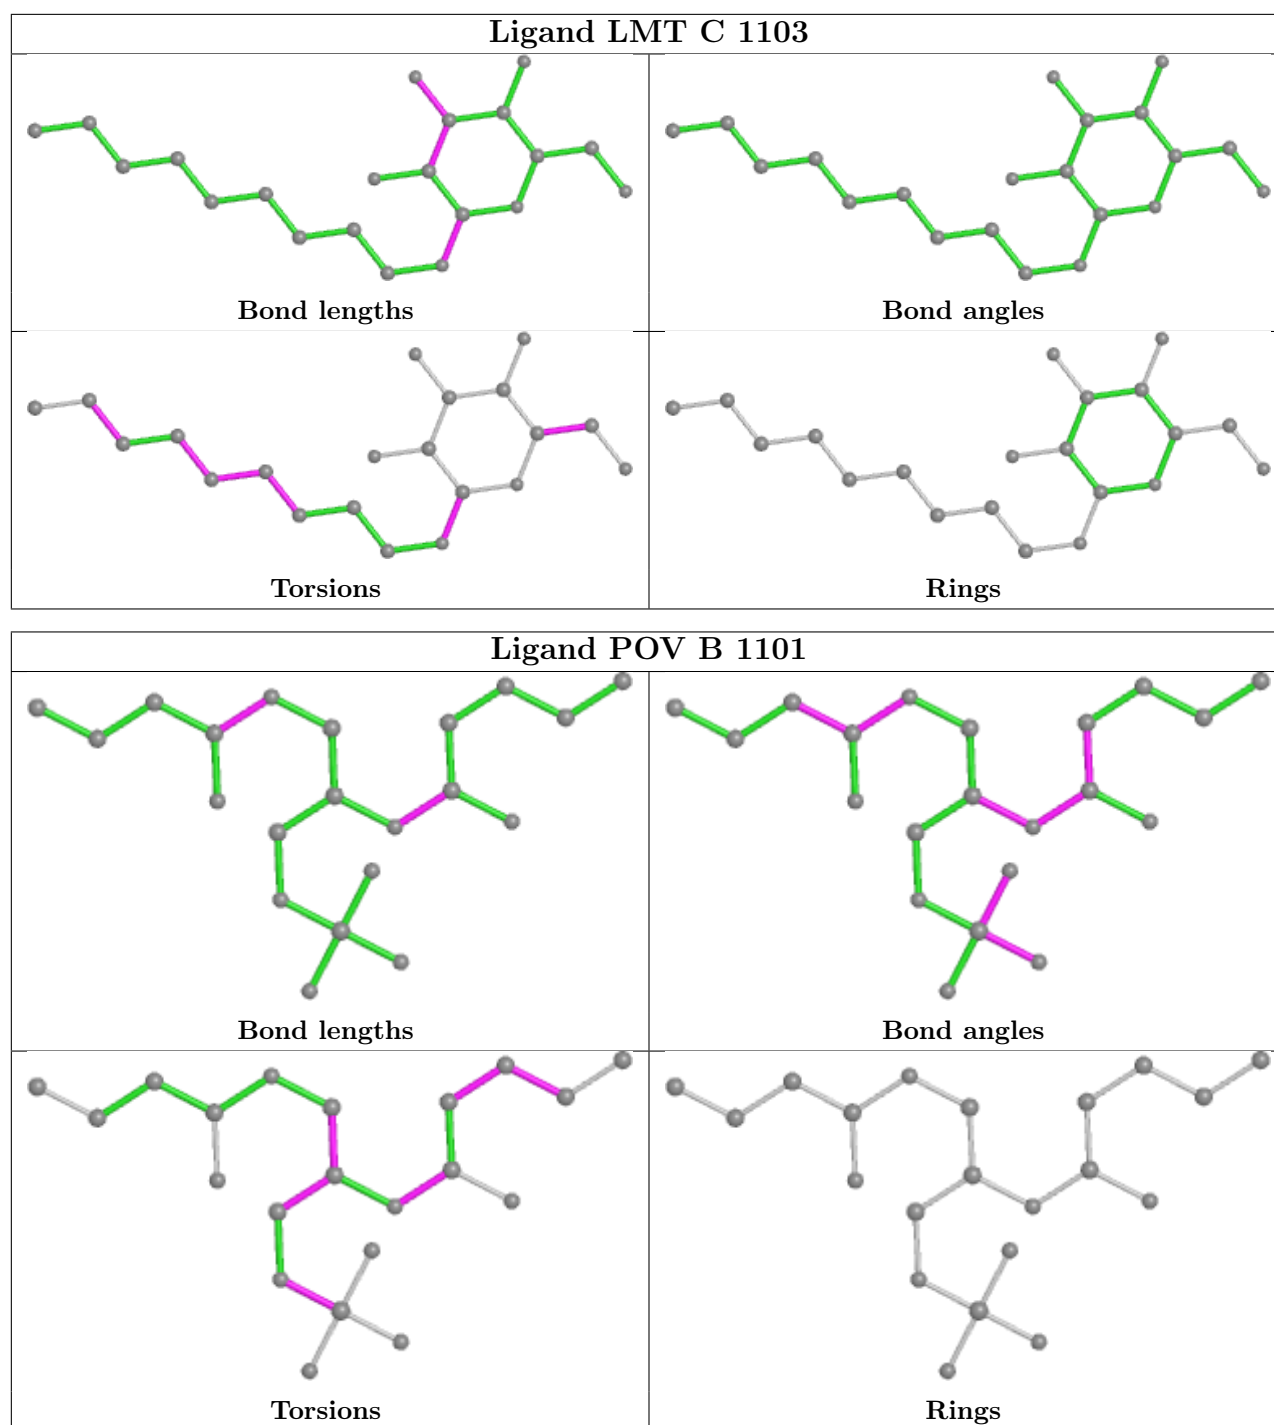 Ligand LMT C 1103
Bond lengths
Bond angles
Torsions
Rings
Ligand POV B 1101
Bond lengths
Bond angles
Torsions
Rings